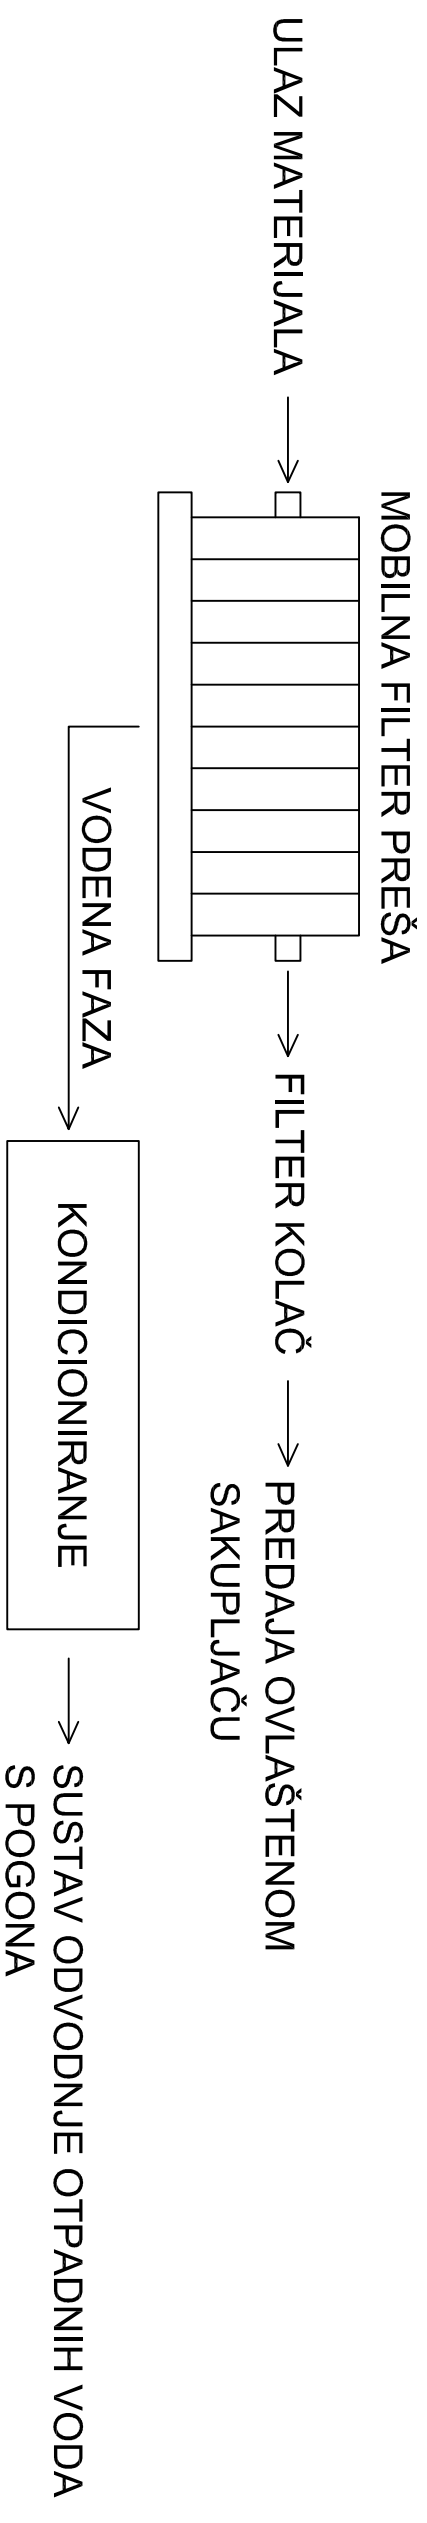 MOBILNA FILTER PREŠA
ULAZ MATERIJALA
FILTER KOLAČ
PREDAJA OVLAŠTENOM
SAKUPLJAČU
VODENA FAZA
KONDICIONIRANJE
SUSTAV ODVODNJE OTPADNIH VODA
S POGONA